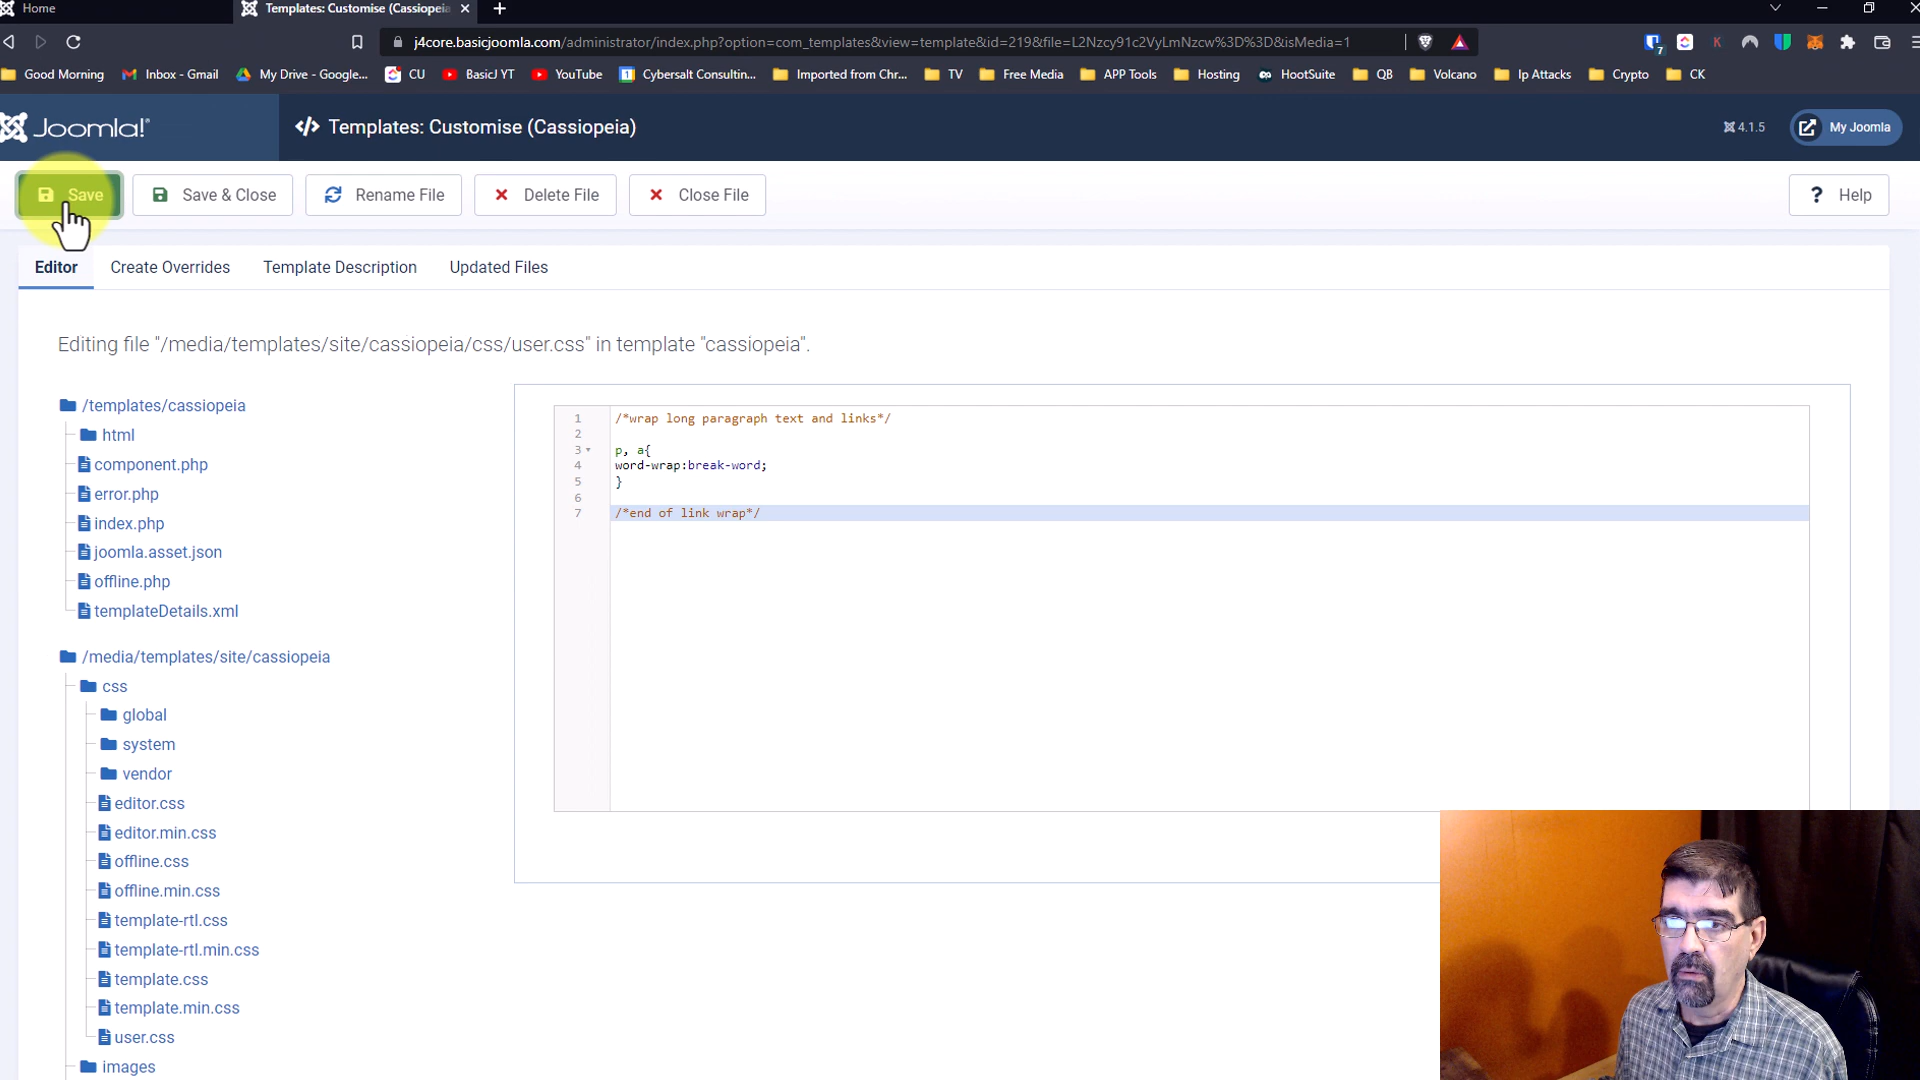 Home
Templates: Customise (Cassiopeia
j4core.basicjoomla.com/administrator/index.php?option=com_templates&view=template&id=219&file=L2Nzcy91c2VyLmNzcw%3D%3D&isMedia=1
7
K
Good Morning
Inbox - Gmail
My Drive - Google...
CU
BasicJ YT
YouTube
1
Cybersalt Consultin...
Imported from Chr...
TV
Free Media
APP Tools
Hosting
HootSuite
QB
Volcano
Ip Attacks
Crypto
CK
Joomla!®
</> Templates: Customise (Cassiopeia)
4.1.5
My Joomla
Save
Save & Close
Rename File
Delete File
Close File
? Help
Editor
Create Overrides
Template Description
Updated Files
Editing file "/media/templates/site/cassiopeia/css/user.css" in template "cassiopeia".
/templates/cassiopeia
html
component.php
error.php
index.php
joomla.asset.json
offline.php
templateDetails.xml
/media/templates/site/cassiopeia
css
global
system
vendor
editor.css
editor.min.css
offline.css
offline.min.css
template-rtl.css
template-rtl.min.css
template.css
template.min.css
user.css
images
1 /*wrap long paragraph text and links*/
2
3 p, a{
4 word-wrap:break-word;
5 }
6
7 /*end of link wrap*/